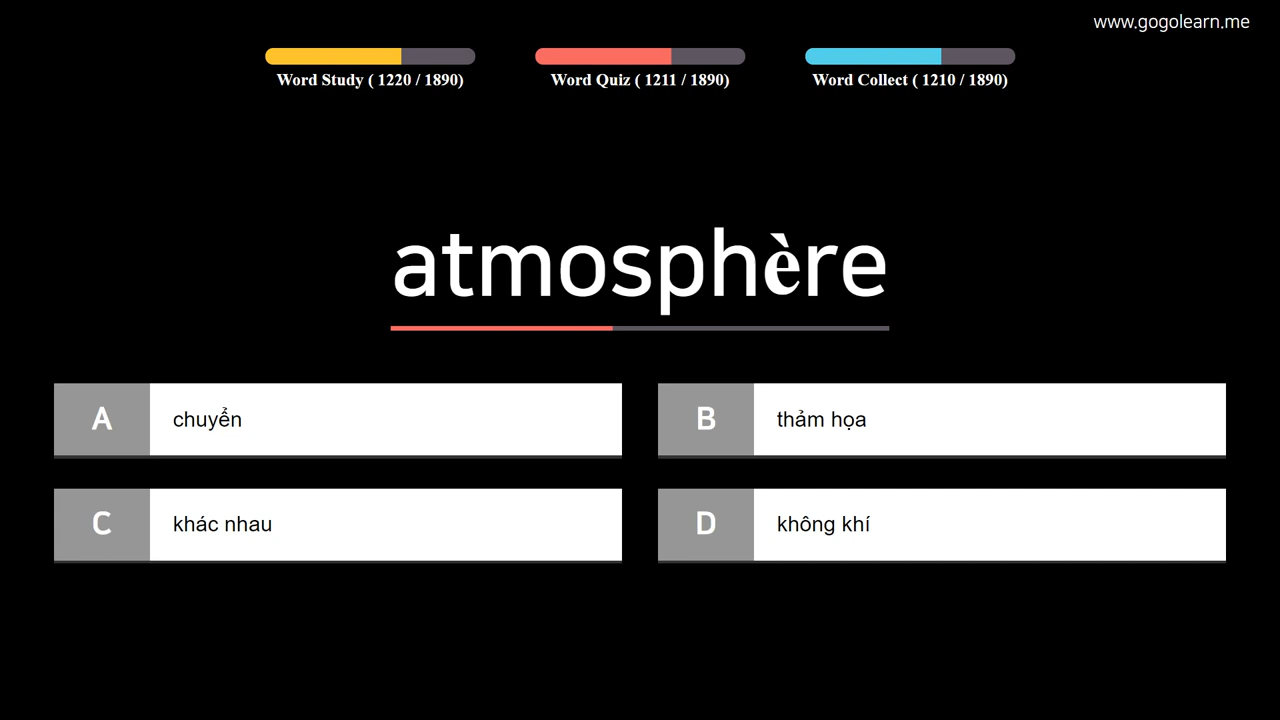 www.gogolearn.me
Word Study ( 1220 / 1890)
Word Quiz ( 1211 / 1890)
Word Collect ( 1210 / 1890)
atmosphère
A chuyển
B thảm họa
C khác nhau
D không khí